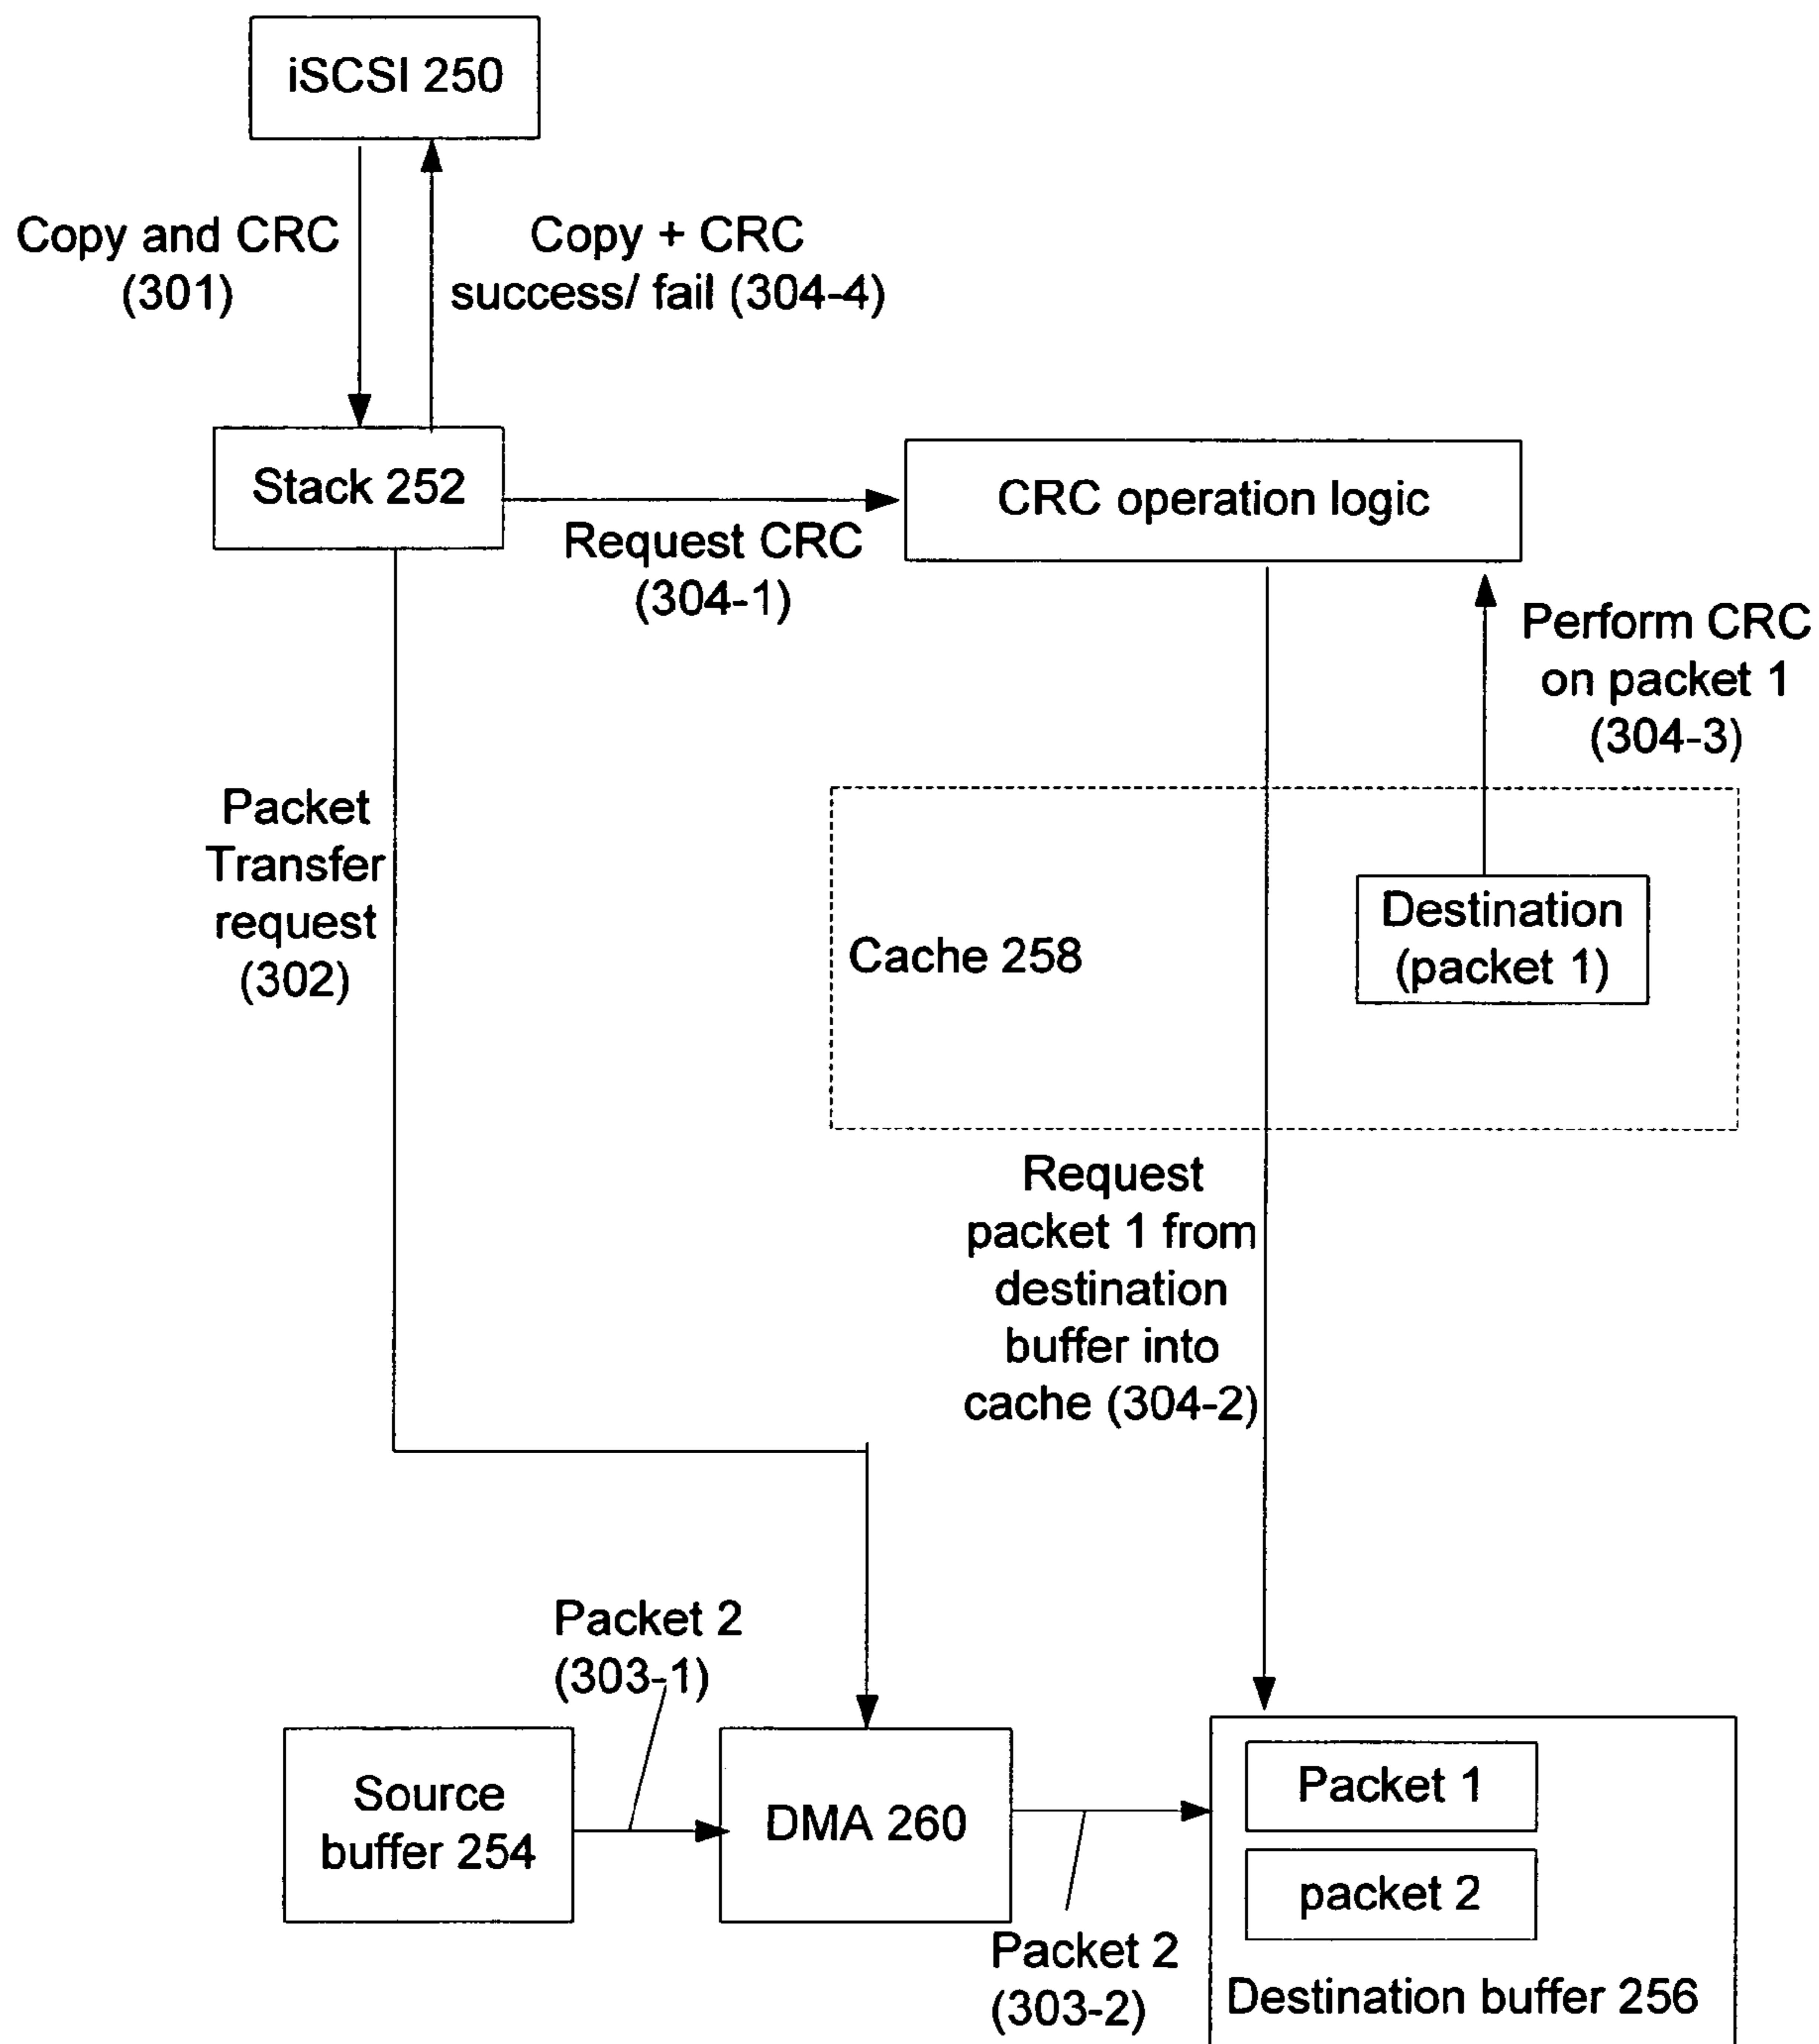 iSCSI 250
Copy and CRC
(301)
Copy + CRC
success/ fail (304-4)
Stack 252
CRC operation logic
Request CRC
(304-1)
Perform CRC
on packet 1
(304-3)
Packet
Transfer
request
(302)
Cache 258
Destination
(packet 1)
Request
packet 1 from
destination
buffer into
cache (304-2)
Packet 2
(303-1)
Source
buffer 254
DMA 260
Packet 1
packet 2
Packet 2
(303-2)
Destination buffer 256